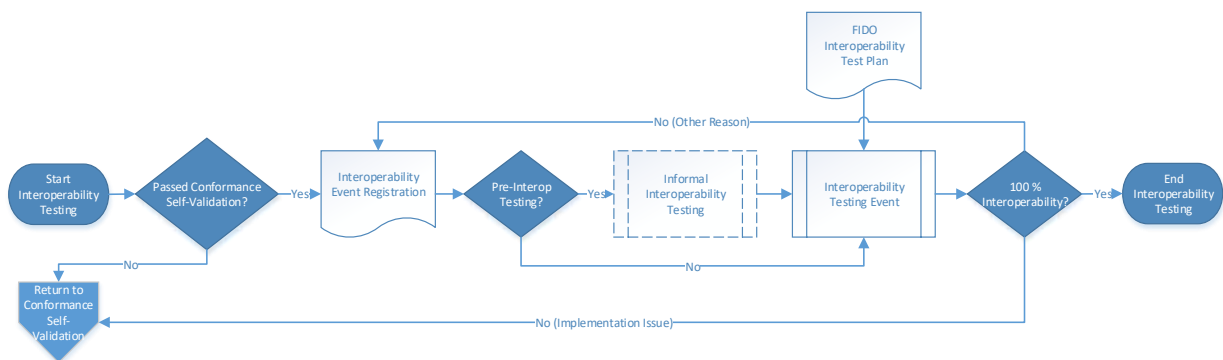 FIDO
Interoperability
Test Plan
No (Other Reason)
Start
Interoperability
Testing
Passed Conformance
Self-Validation?
Yes
Interoperability
Event Registration
Pre-Interop
Testing?
Yes
Informal
Interoperability
Testing
Interoperability
Testing Event
100 %
Interoperability?
Yes
End
Interoperability
Testing
No
No
Return to
Conformance
Self-
Validation
No (Implementation Issue)